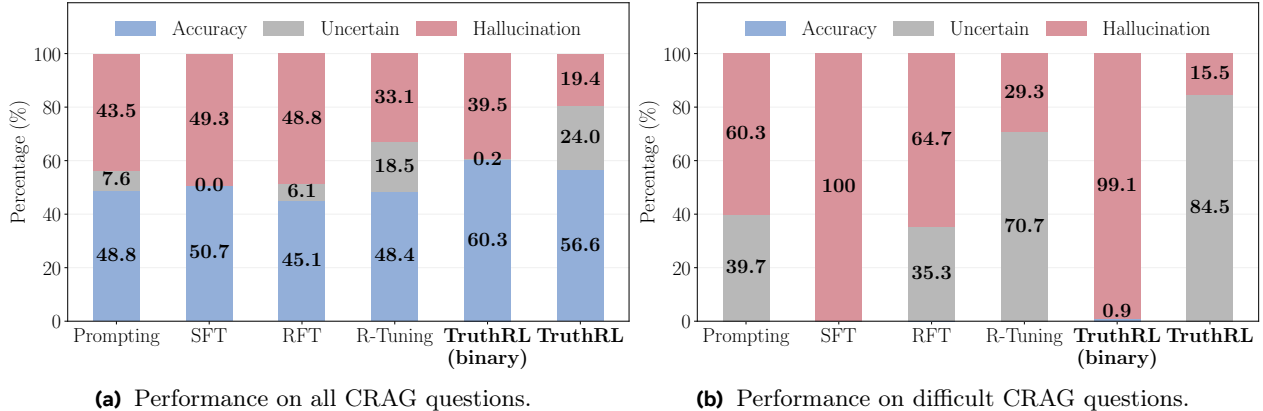 Accuracy Uncertain Hallucination
Percentage (%)
100
80
60
40
20
0
43.5 49.3 48.8 33.1 39.5 19.4
7.6 0.0 6.1 18.5 0.2 24.0
48.8 50.7 45.1 48.4 60.3 56.6
Prompting SFT RFT R-Tuning TruthRL TruthRL
(binary)
(a) Performance on all CRAG questions.
Accuracy Uncertain Hallucination
Percentage (%)
100
80
60
40
20
0
60.3 100 64.7 29.3 99.1 15.5
39.7 35.3 70.7 0.9 84.5
Prompting SFT RFT R-Tuning TruthRL TruthRL
(binary)
(b) Performance on difficult CRAG questions.